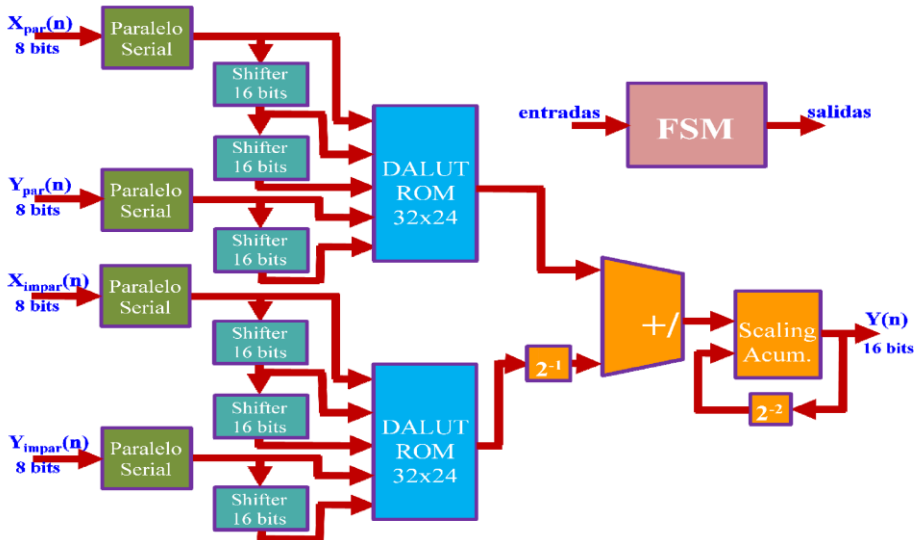 X_par(n)
8 bits
Paralelo
Serial
Shifter
16 bits
Shifter
16 bits
Y_par(n)
8 bits
Paralelo
Serial
Shifter
16 bits
DALUT
ROM
32x24
entradas
FSM
salidas
X_impar(n)
8 bits
Paralelo
Serial
Shifter
16 bits
Shifter
16 bits
Y_impar(n)
8 bits
Paralelo
Serial
Shifter
16 bits
DALUT
ROM
32x24
2⁻¹
+/
Scaling
Acum.
2⁻²
Y(n)
16 bits